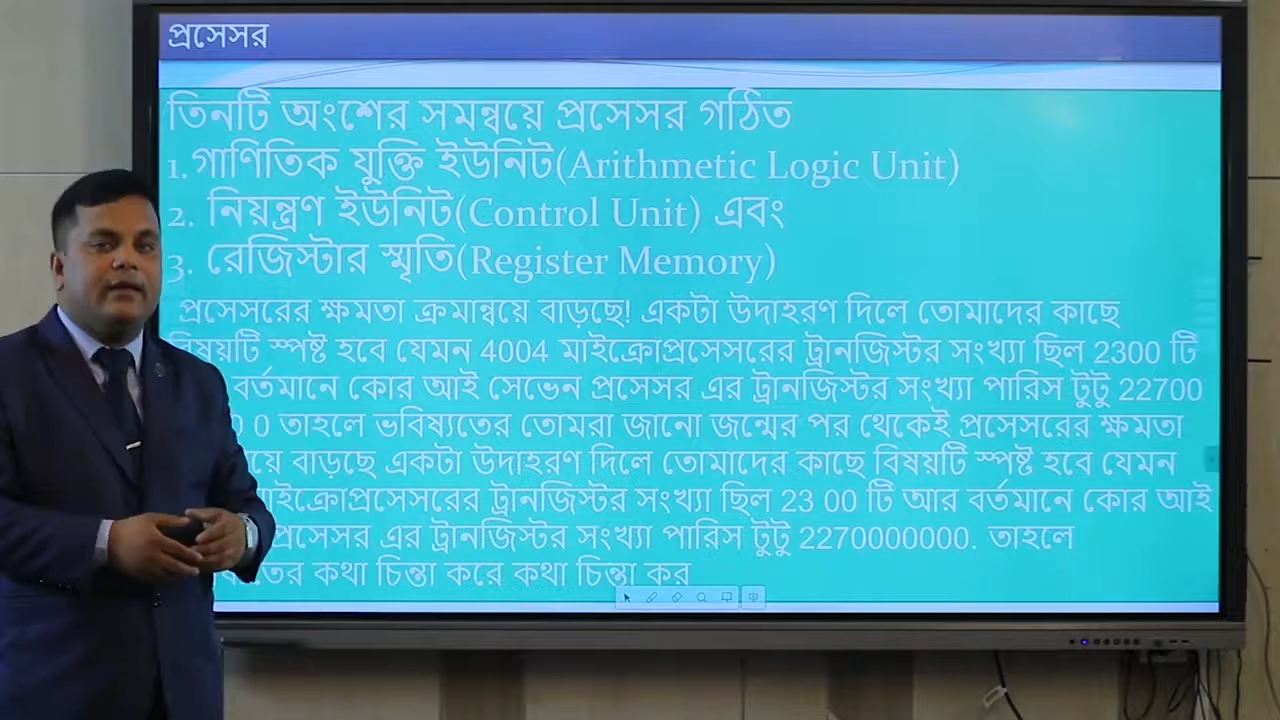 প্রসেসর
তিনটি অংশের সমন্বয়ে প্রসেসর গঠিত
1.গাণিতিক যুক্তি ইউনিট(Arithmetic Logic Unit)
2. নিয়ন্ত্রণ ইউনিট(Control Unit) এবং
3. রেজিস্টার স্মৃতি(Register Memory)
প্রসেসরের ক্ষমতা ক্রমান্বয়ে বাড়ছে! একটা উদাহরণ দিলে তোমাদের কাছে
বিষয়টি স্পষ্ট হবে যেমন 4004 মাইক্রোপ্রসেসরের ট্রানজিস্টর সংখ্যা ছিল 2300 টি
বর্তমানে কোর আই সেভেন প্রসেসর এর ট্রানজিস্টর সংখ্যা পারিস টুটু 22700
0 তাহলে ভবিষ্যতের তোমরা জানো জন্মের পর থেকেই প্রসেসরের ক্ষমতা
য়ে বাড়ছে একটা উদাহরণ দিলে তোমাদের কাছে বিষয়টি স্পষ্ট হবে যেমন
মাইক্রোপ্রসেসরের ট্রানজিস্টর সংখ্যা ছিল 23 00 টি আর বর্তমানে কোর আই
প্রসেসর এর ট্রানজিস্টর সংখ্যা পারিস টুটু 2270000000. তাহলে
কথা চিন্তা করে কথা চিন্তা কর